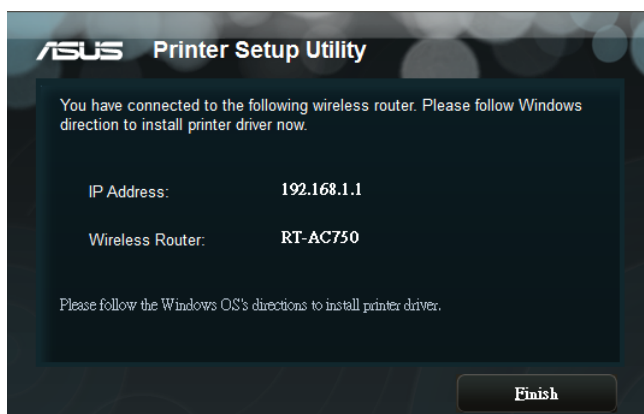 ASUS Printer Setup Utility
You have connected to the following wireless router. Please follow Windows
direction to install printer driver now.
IP Address: 192.168.1.1
Wireless Router: RT-AC750
Please follow the Windows OS's directions to install printer driver.
Finish